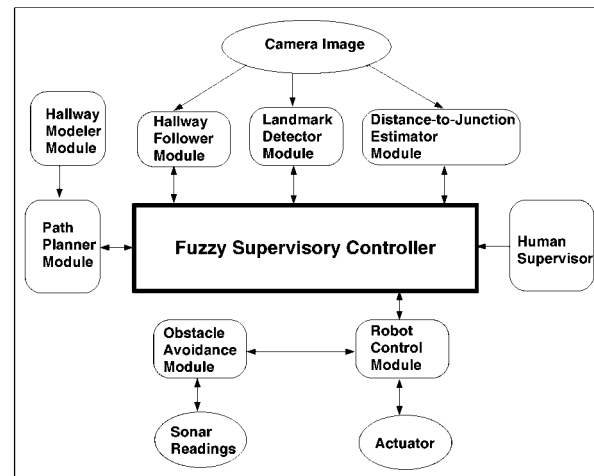 Camera Image
Hallway
Modeler
Module
Hallway
Follower
Module
Landmark
Detector
Module
Distance-to-Junction
Estimator
Module
Path
Planner
Module
Fuzzy Supervisory Controller
Human
Supervisor
Obstacle
Avoidance
Module
Robot
Control
Module
Sonar
Readings
Actuator